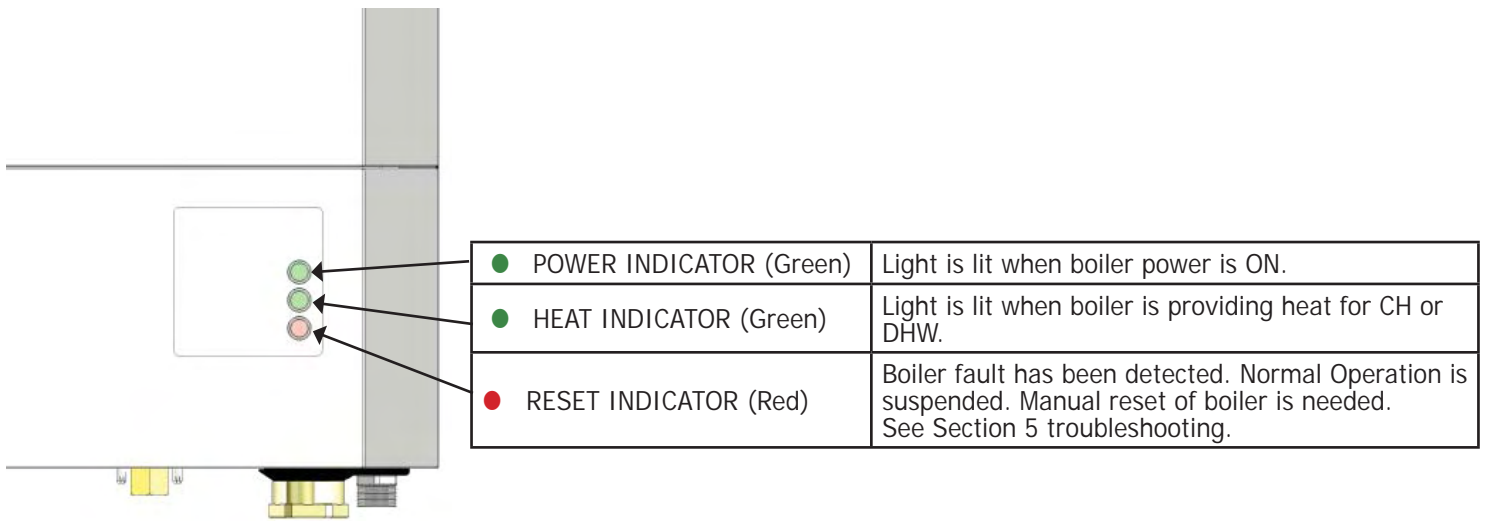 POWER INDICATOR (Green)
Light is lit when boiler power is ON.
HEAT INDICATOR (Green)
Light is lit when boiler is providing heat for CH or
DHW.
RESET INDICATOR (Red)
Boiler fault has been detected. Normal Operation is
suspended. Manual reset of boiler is needed.
See Section 5 troubleshooting.